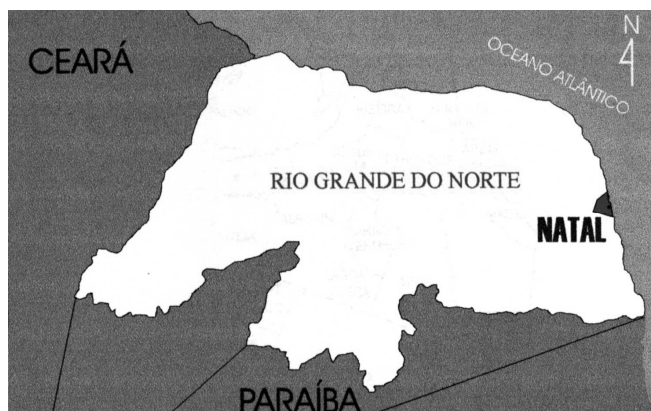 N
CEARÁ
OCEANO ATLÂNTICO
RIO GRANDE DO NORTE
NATAL
PARAÍBA